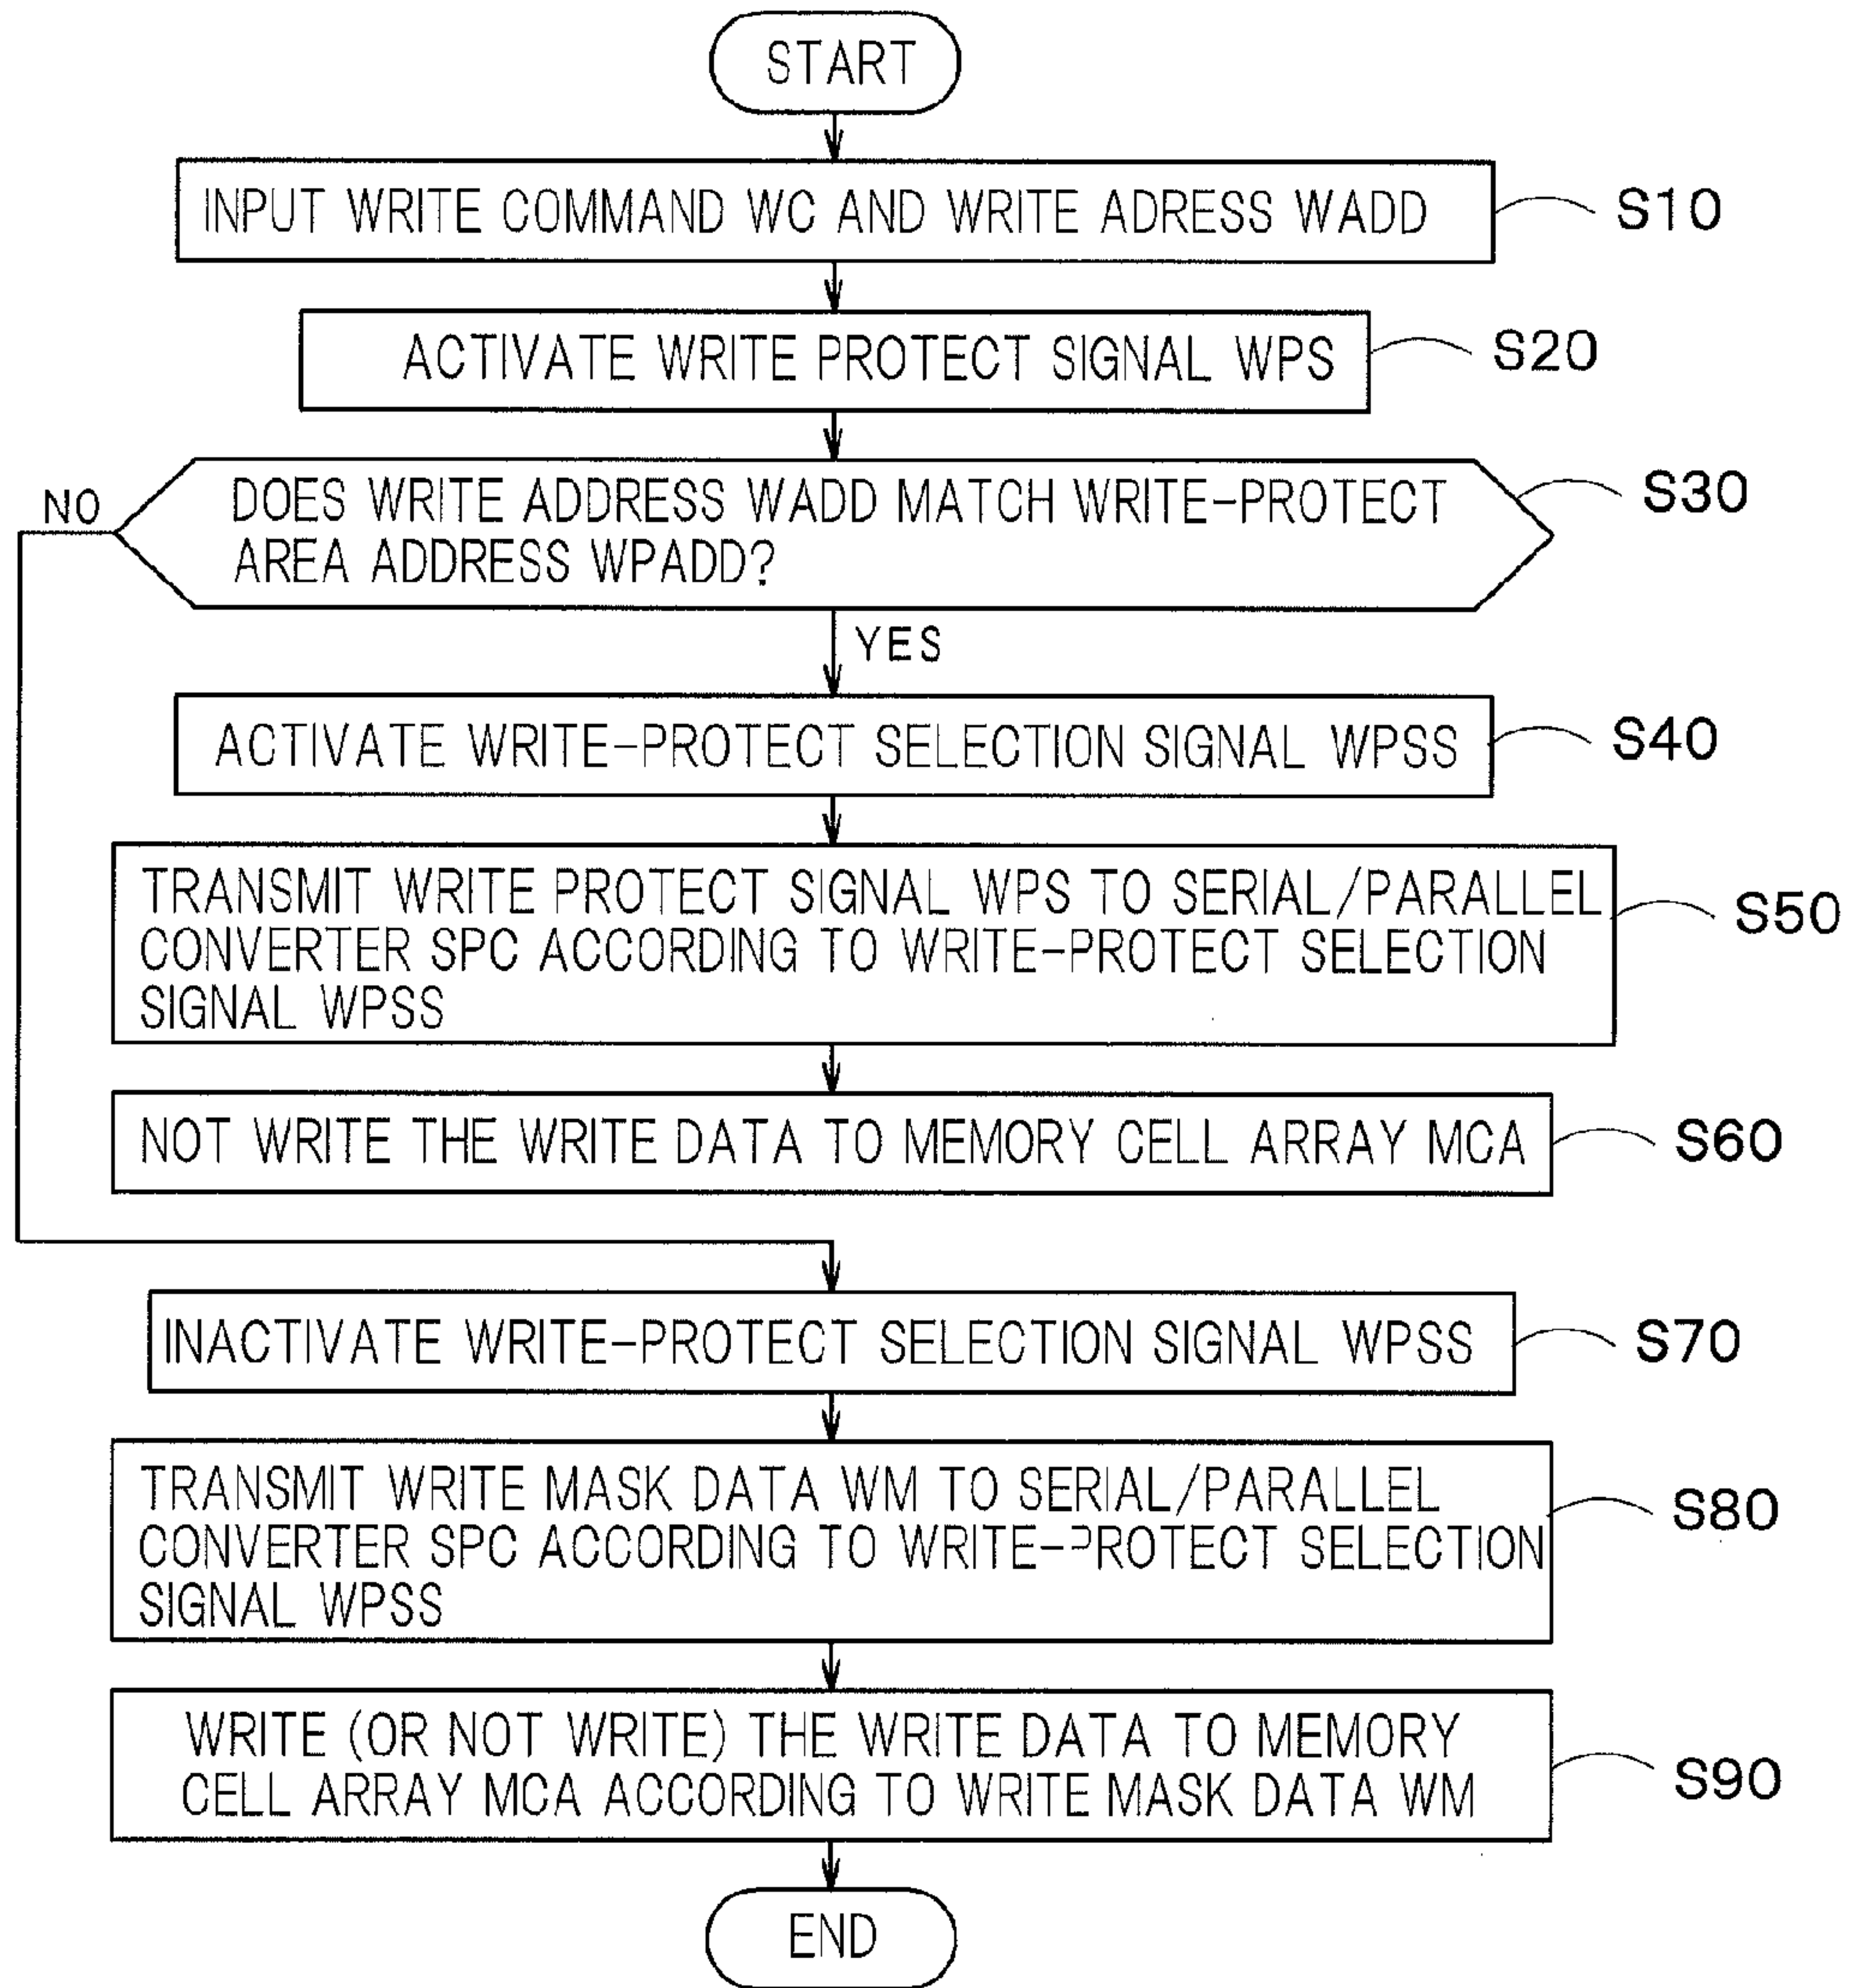 START
INPUT WRITE COMMAND WC AND WRITE ADRESS WADD
S10
ACTIVATE WRITE PROTECT SIGNAL WPS
S20
NO
DOES WRITE ADDRESS WADD MATCH WRITE-PROTECT
AREA ADDRESS WPADD?
S30
YES
ACTIVATE WRITE-PROTECT SELECTION SIGNAL WPSS
S40
TRANSMIT WRITE PROTECT SIGNAL WPS TO SERIAL/PARALLEL
CONVERTER SPC ACCORDING TO WRITE-PROTECT SELECTION
SIGNAL WPSS
S50
NOT WRITE THE WRITE DATA TO MEMORY CELL ARRAY MCA
S60
INACTIVATE WRITE-PROTECT SELECTION SIGNAL WPSS
S70
TRANSMIT WRITE MASK DATA WM TO SERIAL/PARALLEL
CONVERTER SPC ACCORDING TO WRITE-PROTECT SELECTION
SIGNAL WPSS
S80
WRITE (OR NOT WRITE) THE WRITE DATA TO MEMORY
CELL ARRAY MCA ACCORDING TO WRITE MASK DATA WM
S90
END